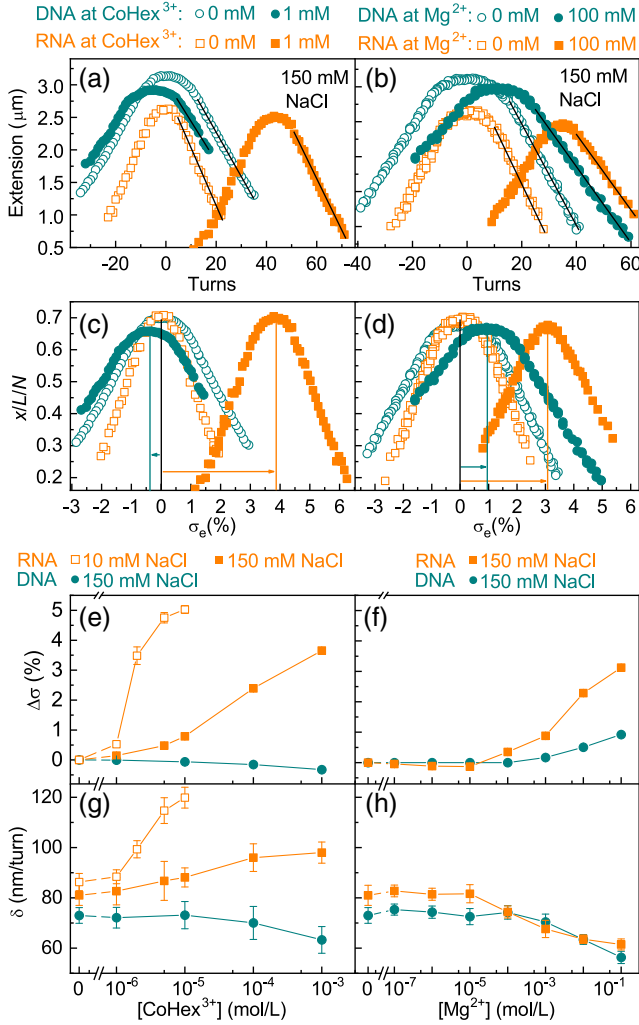 DNA at CoHex³⁺: 0 mM 1 mM
RNA at CoHex³⁺: 0 mM 1 mM
DNA at Mg²⁺: 0 mM 100 mM
RNA at Mg²⁺: 0 mM 100 mM
(a) 150 mM
NaCl
(b) 150 mM
NaCl
Extension (μm)
3.0
2.5
2.0
1.5
1.0
0.5
-20 0 20 40 60
Turns
-40 -20 0 20 40 60
Turns
(c)
(d)
x/L/N
0.7
0.6
0.5
0.4
0.3
0.2
-3 -2 -1 0 1 2 3 4 5 6
σe(%)
-3 -2 -1 0 1 2 3 4 5 6
σe(%)
RNA 10 mM NaCl 150 mM NaCl
DNA 150 mM NaCl
RNA 150 mM NaCl
DNA 150 mM NaCl
(e)
(f)
Δσ (%)
5
4
3
2
1
0
(g)
(h)
δ (nm/turn)
120
100
80
60
0 10⁻⁶ 10⁻⁵ 10⁻⁴ 10⁻³
[CoHex³⁺] (mol/L)
0 10⁻⁷ 10⁻⁵ 10⁻³ 10⁻¹
[Mg²⁺] (mol/L)